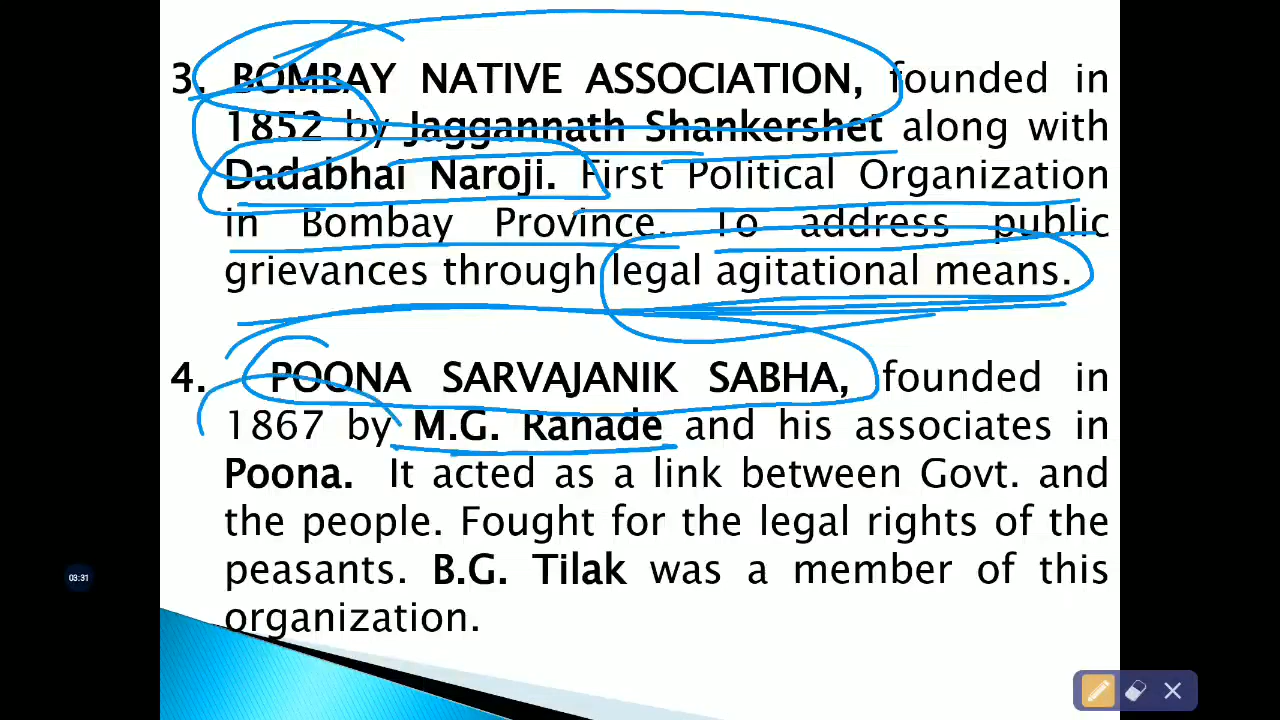 3. BOMBAY NATIVE ASSOCIATION, founded in
1852 by Jaggannath Shankershet along with
Dadabhai Naroji. First Political Organization
in Bombay Province. To address public
grievances through legal agitational means.
4. POONA SARVAJANIK SABHA, founded in
1867 by M.G. Ranade and his associates in
Poona. It acted as a link between Govt. and
the people. Fought for the legal rights of the
peasants. B.G. Tilak was a member of this
organization.
03:31